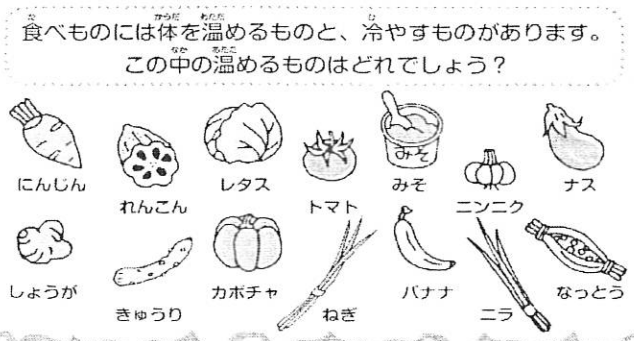 食べものには体を温めるものと、冷やすものがあります。
この中の温めるものはどれでしょう？
にんじん
れんこん
レタス
トマト
みそ
みそ
ニンニク
ナス
しょうが
きゅうり
カボチャ
ねぎ
バナナ
ニラ
なっとう